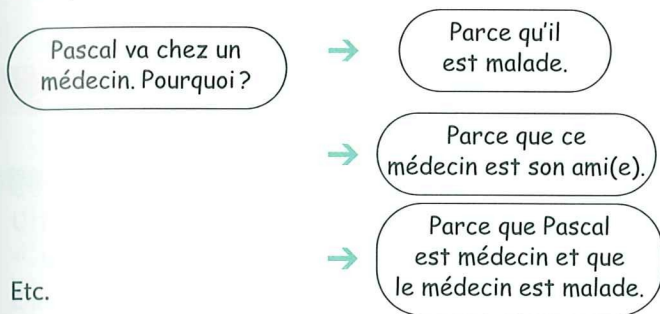 Pascal va chez un
médecin. Pourquoi ?
Parce qu'il
est malade.
Parce que ce
médecin est son ami(e).
Parce que Pascal
est médecin et que
le médecin est malade.
Etc.